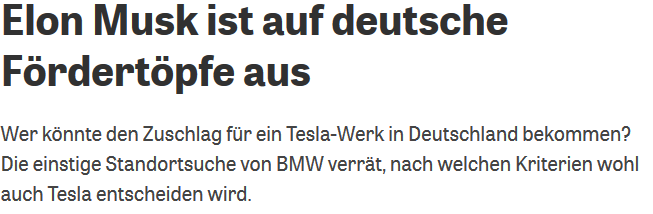 Elon Musk ist auf deutsche
Fördertöpfe aus
Wer könnte den Zuschlag für ein Tesla-Werk in Deutschland bekommen?
Die einstige Standortsuche von BMW verrät, nach welchen Kriterien wohl
auch Tesla entscheiden wird.